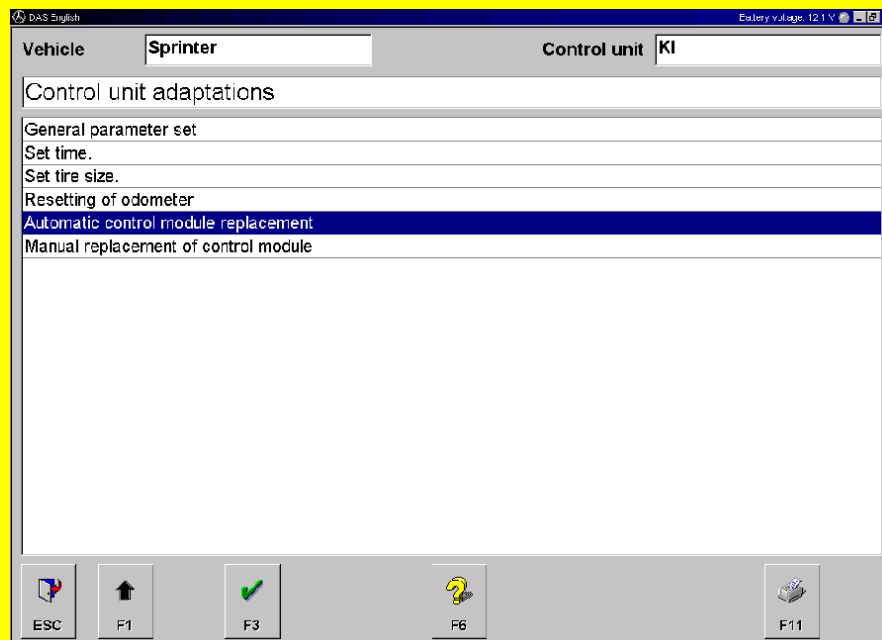 DAS English Battery voltage: 12.1 V
Vehicle Sprinter Control unit KI
Control unit adaptations
General parameter set
Set time.
Set tire size.
Resetting of odometer
Automatic control module replacement
Manual replacement of control module
ESC F1 F3 F6 F11